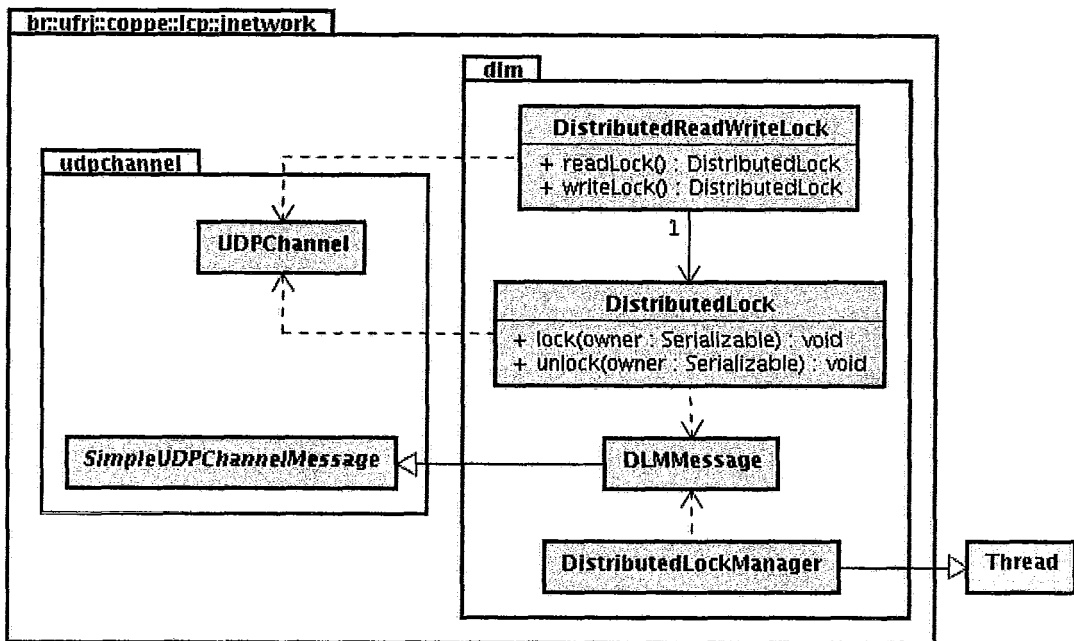 br::ufrj::coppe::lcp::jnetwork
dlm
DistributedReadWriteLock
+ readLock() : DistributedLock
+ writeLock() : DistributedLock
udpchannel
UDPChannel
1
DistributedLock
+ lock(owner : Serializable) : void
+ unlock(owner : Serializable) : void
SimpleUDPChannelMessage
DLMMessage
DistributedLockManager
Thread